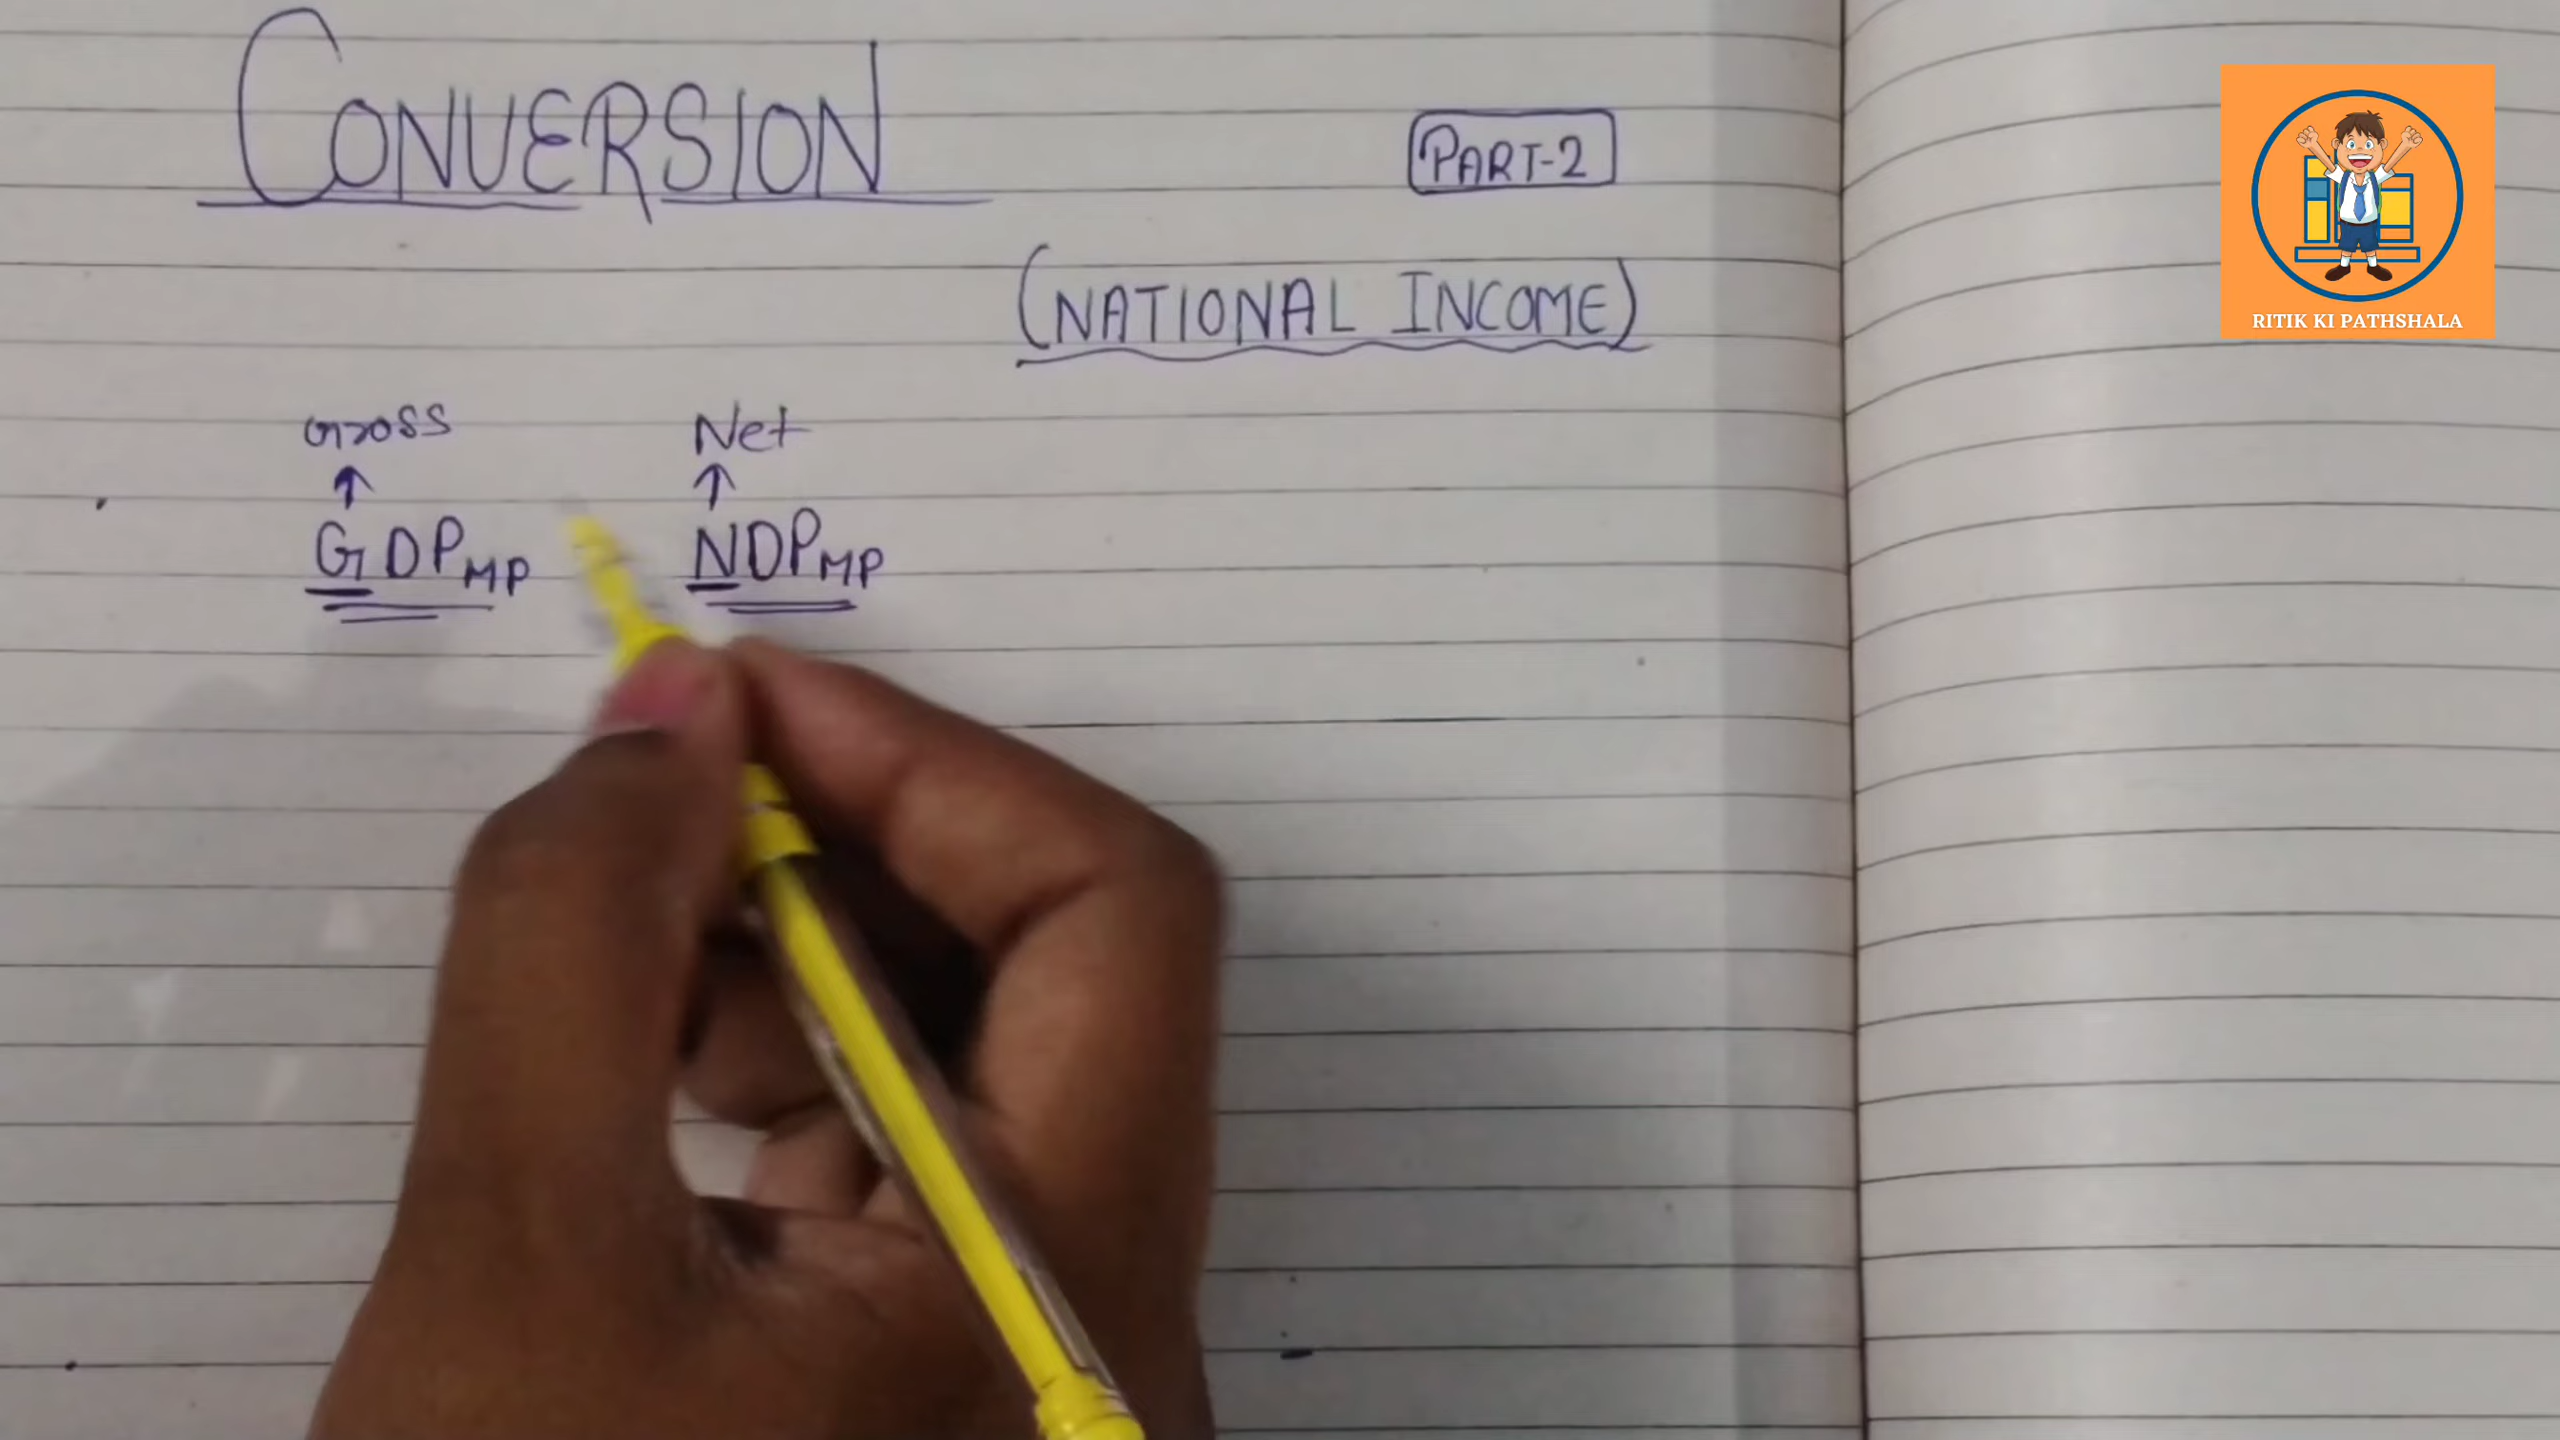 CONVERSION
PART-2
(NATIONAL INCOME)
Gross Net
GDPMP NDPMP
RITIK KI PATHSHALA